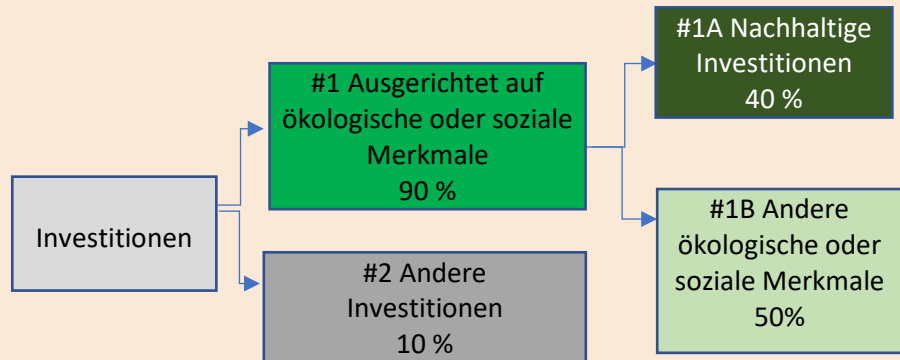 Investitionen
#1 Ausgerichtet auf
ökologische oder soziale
Merkmale
90 %
#2 Andere
Investitionen
10 %
#1A Nachhaltige
Investitionen
40 %
#1B Andere
ökologische oder
soziale Merkmale
50%